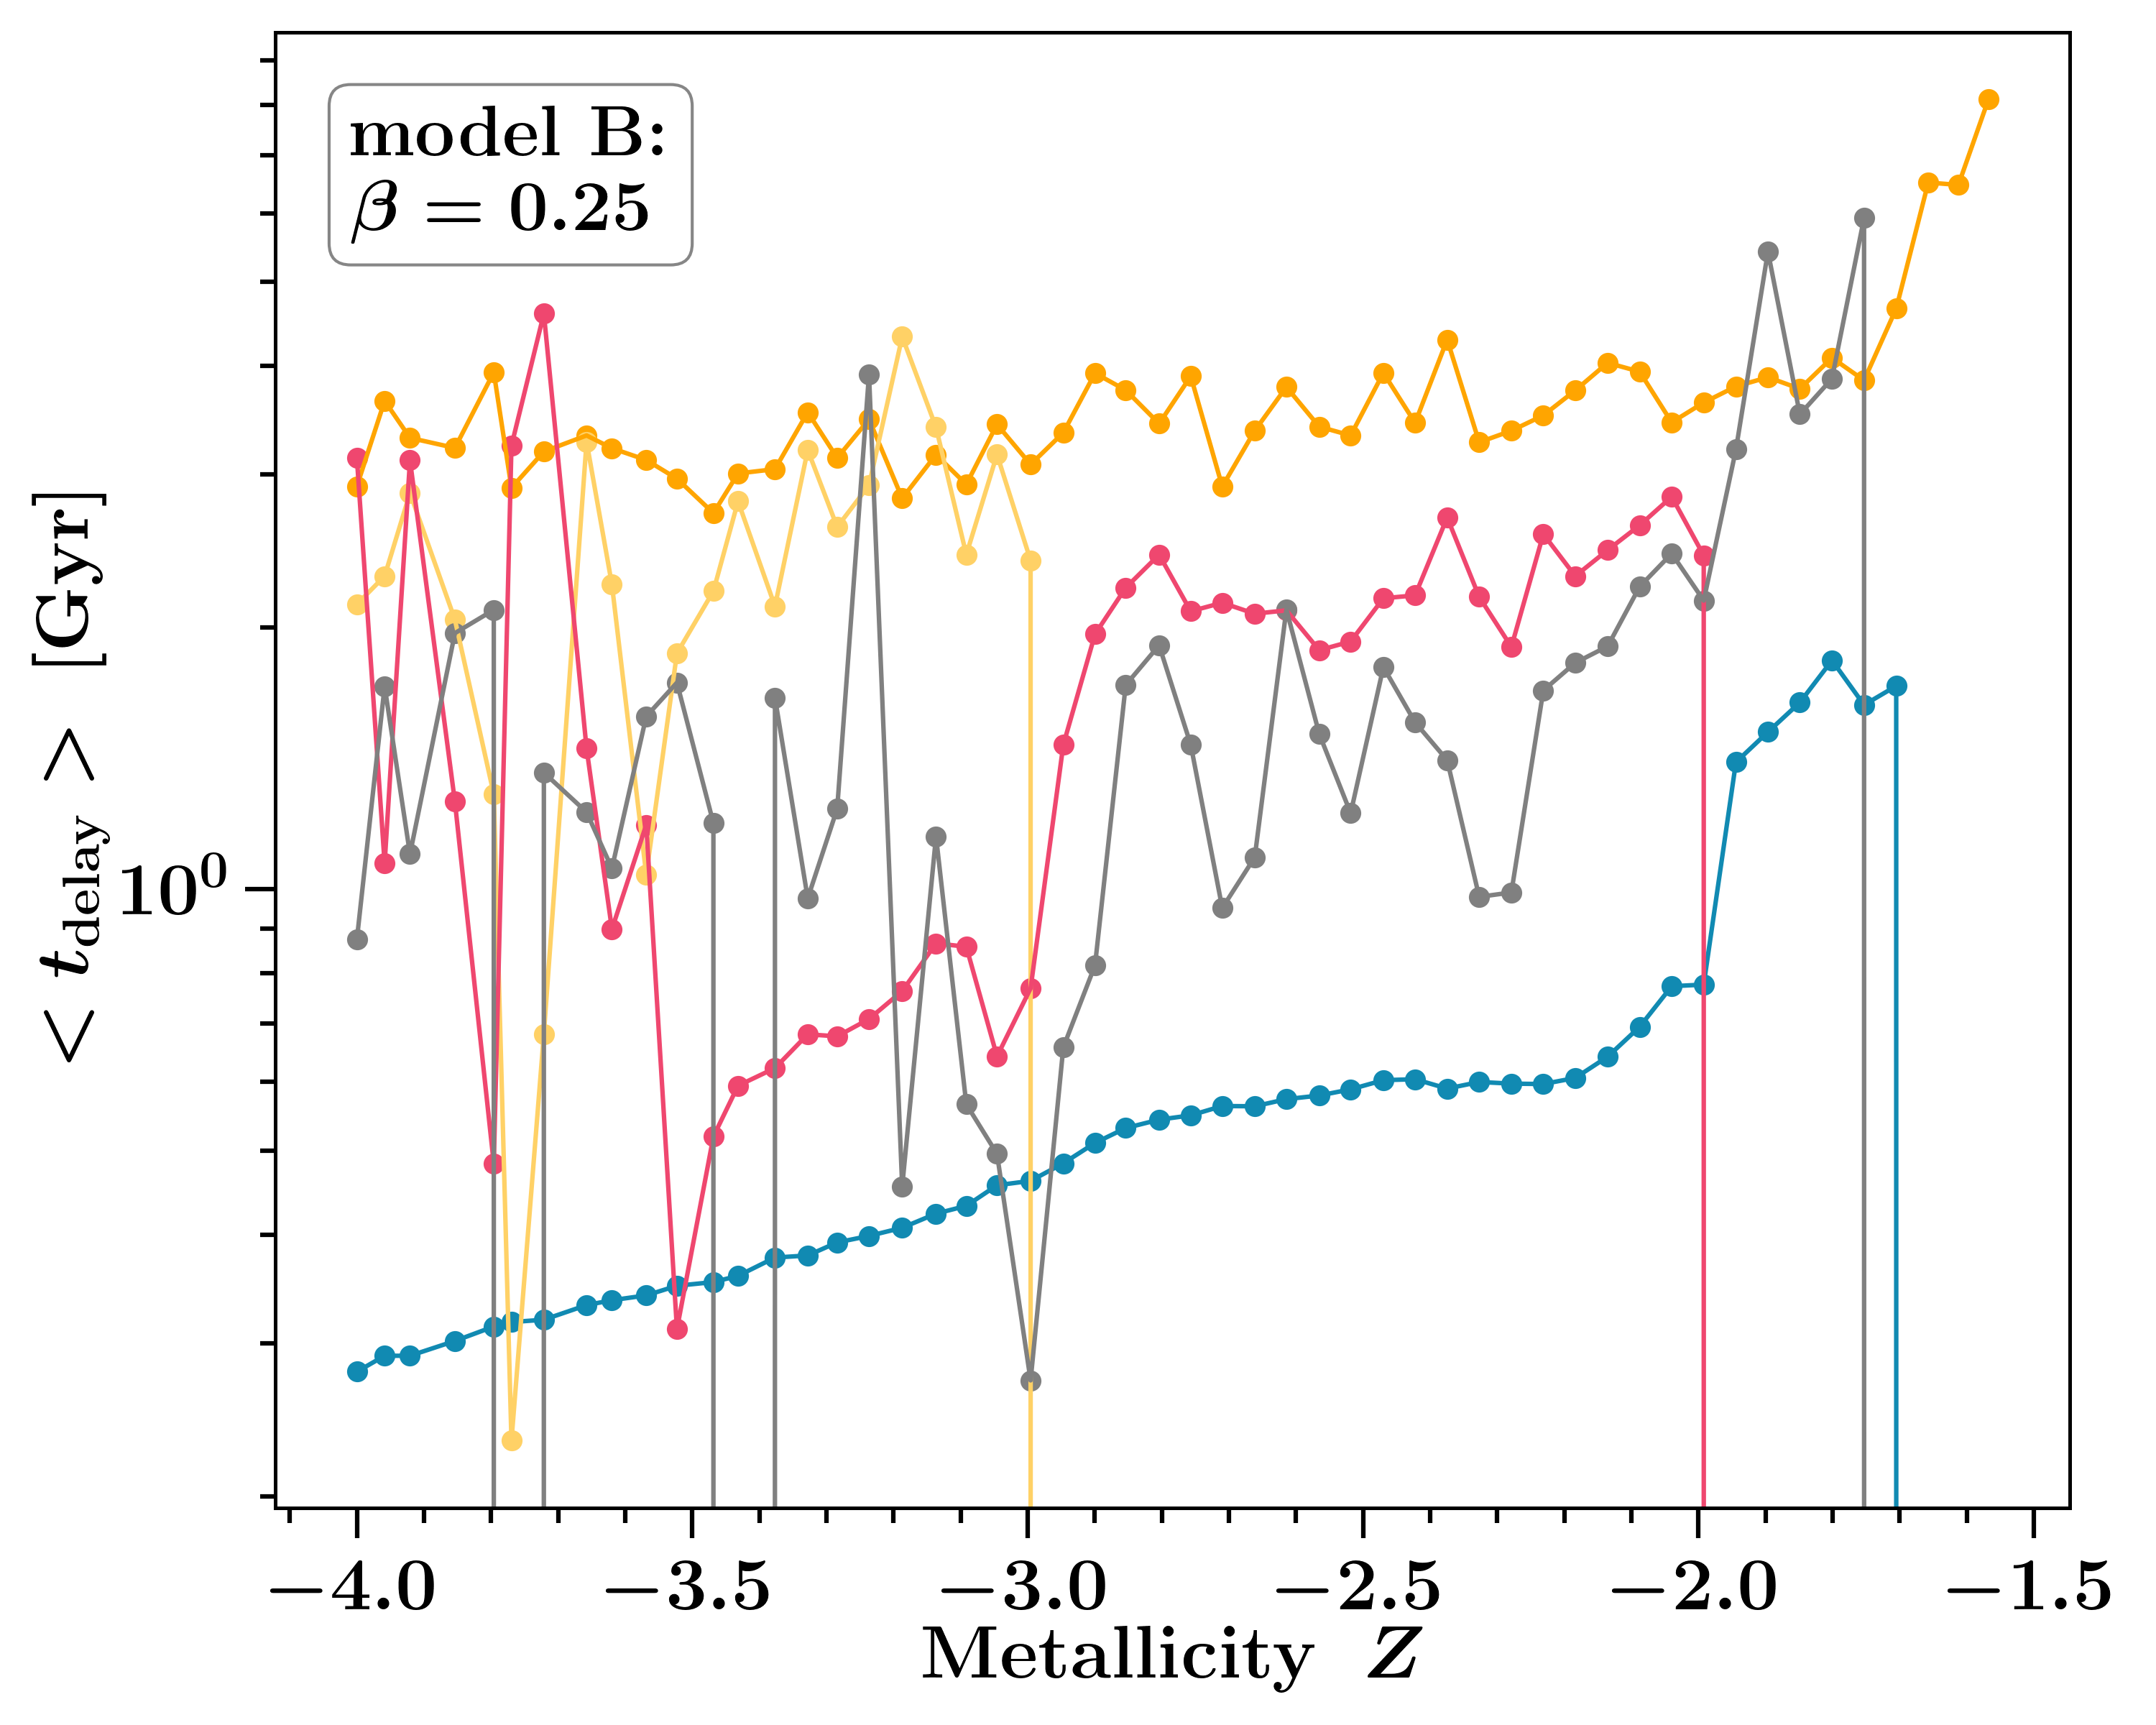 model B:
β = 0.25
< t_delay > [Gyr]
10^0
−4.0 −3.5 −3.0 −2.5 −2.0 −1.5
Metallicity Z